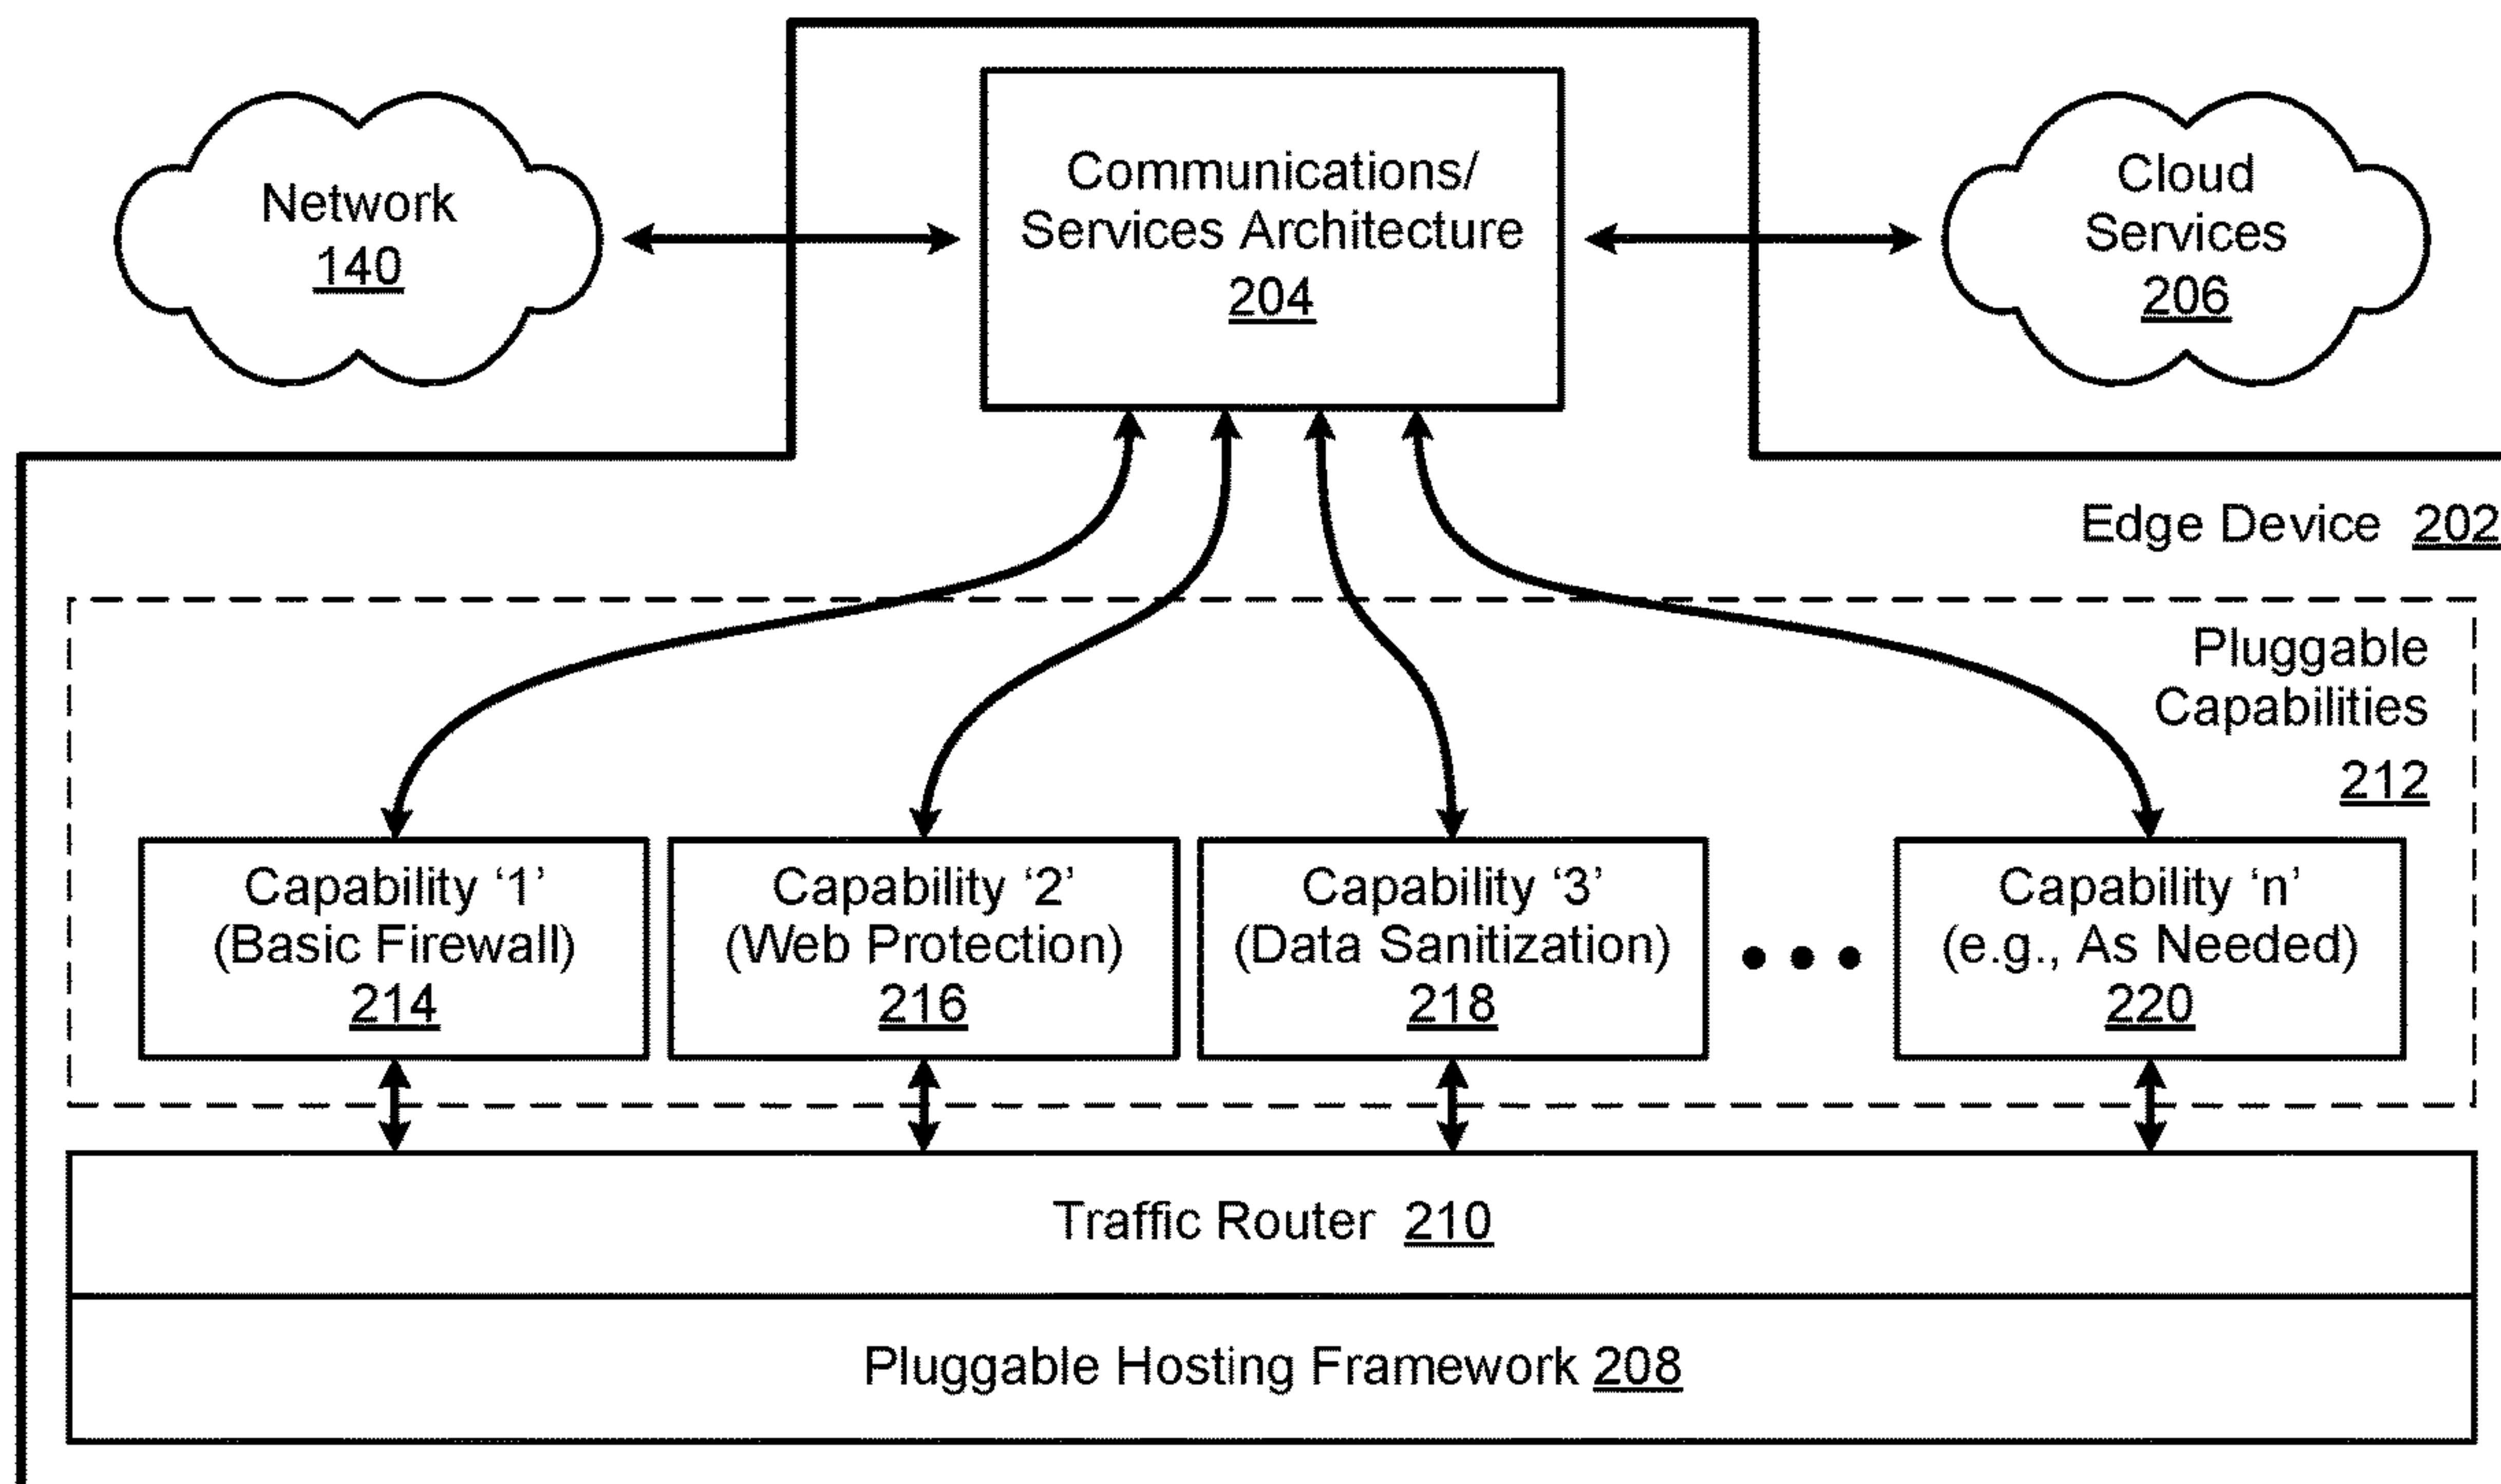 Network
140
Communications/
Services Architecture
204
Cloud
Services
206
Edge Device 202
Pluggable
Capabilities
212
Capability ‘1’
(Basic Firewall)
214
Capability ‘2’
(Web Protection)
216
Capability ‘3’
(Data Sanitization)
218
Capability ‘n’
(e.g., As Needed)
220
Traffic Router 210
Pluggable Hosting Framework 208